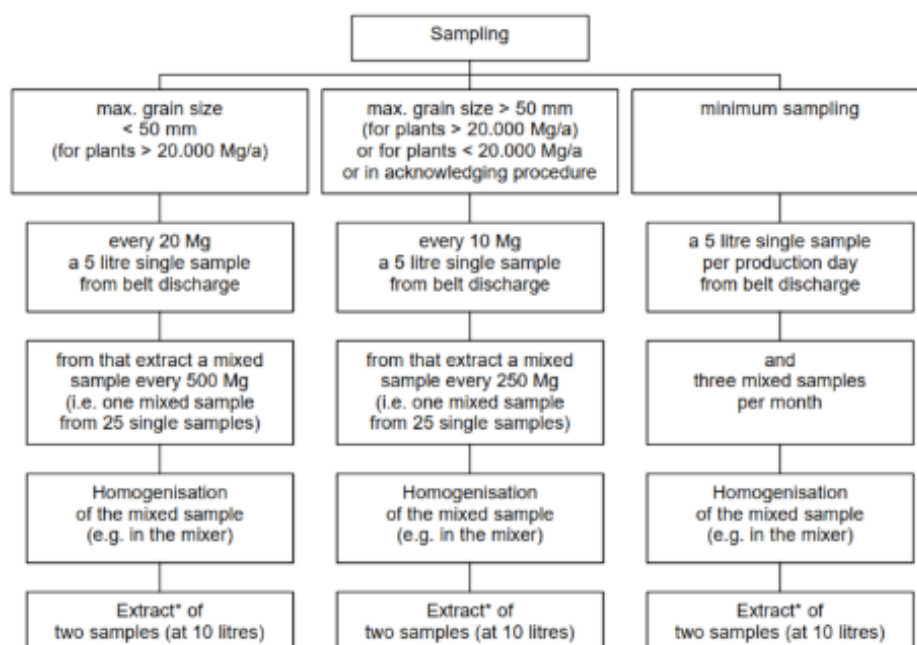 Sampling
max. grain size
< 50 mm
(for plants > 20.000 Mg/a)
max. grain size > 50 mm
(for plants > 20.000 Mg/a)
or for plants < 20.000 Mg/a
or in acknowledging procedure
minimum sampling
every 20 Mg
a 5 litre single sample
from belt discharge
every 10 Mg
a 5 litre single sample
from belt discharge
a 5 litre single sample
per production day
from belt discharge
from that extract a mixed
sample every 500 Mg
(i.e. one mixed sample
from 25 single samples)
from that extract a mixed
sample every 250 Mg
(i.e. one mixed sample
from 25 single samples)
and
three mixed samples
per month
Homogenisation
of the mixed sample
(e.g. in the mixer)
Homogenisation
of the mixed sample
(e.g. in the mixer)
Homogenisation
of the mixed sample
(e.g. in the mixer)
Extract* of
two samples (at 10 litres)
Extract* of
two samples (at 10 litres)
Extract* of
two samples (at 10 litres)